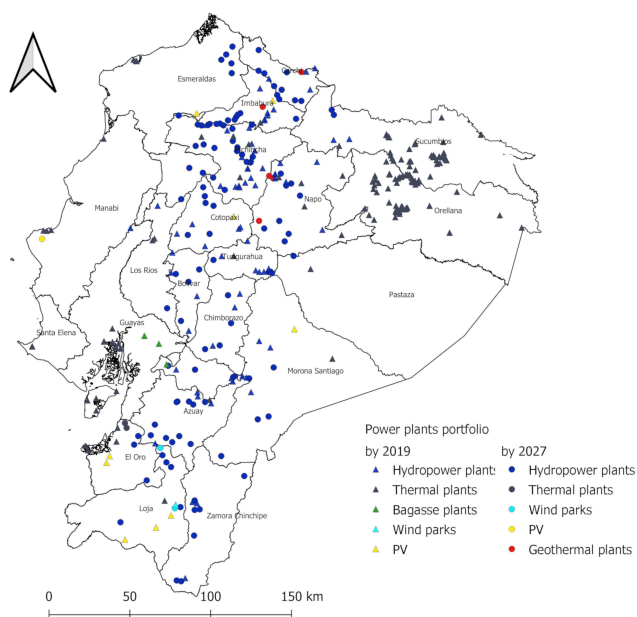 Esmeraldas
Carchi
Imbabura
Pichincha
Sucumbios
Manabi
Napo
Orellana
Cotopaxi
Tungurahua
Los Rios
Bolivar
Pastaza
Chimborazo
Guayas
Santa Elena
Morona Santiago
Azuay
El Oro
Loja
Zamora Chinchipe
Power plants portfolio
by 2019 by 2027
Hydropower plants Hydropower plants
Thermal plants Thermal plants
Bagasse plants Wind parks
Wind parks PV
PV Geothermal plants
0 50 100 150 km